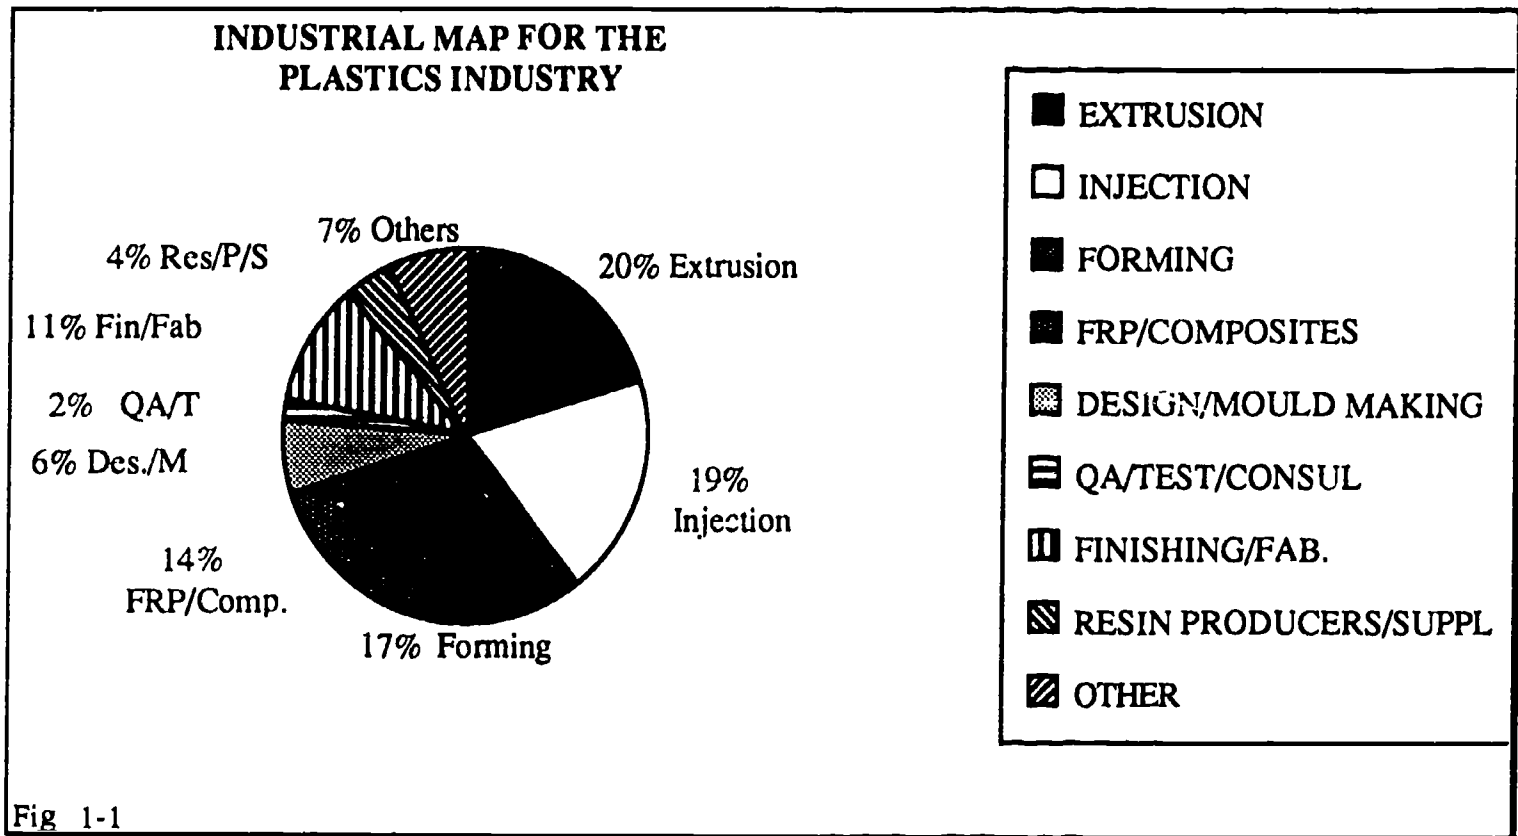 INDUSTRIAL MAP FOR THE
PLASTICS INDUSTRY
7% Others
4% Res/P/S
20% Extrusion
11% Fin/Fab
2% QA/T
6% Des./M
19%
Injection
14%
FRP/Comp.
17% Forming
EXTRUSION
INJECTION
FORMING
FRP/COMPOSITES
DESIGN/MOULD MAKING
QA/TEST/CONSUL
FINISHING/FAB.
RESIN PRODUCERS/SUPPL
OTHER
Fig 1-1